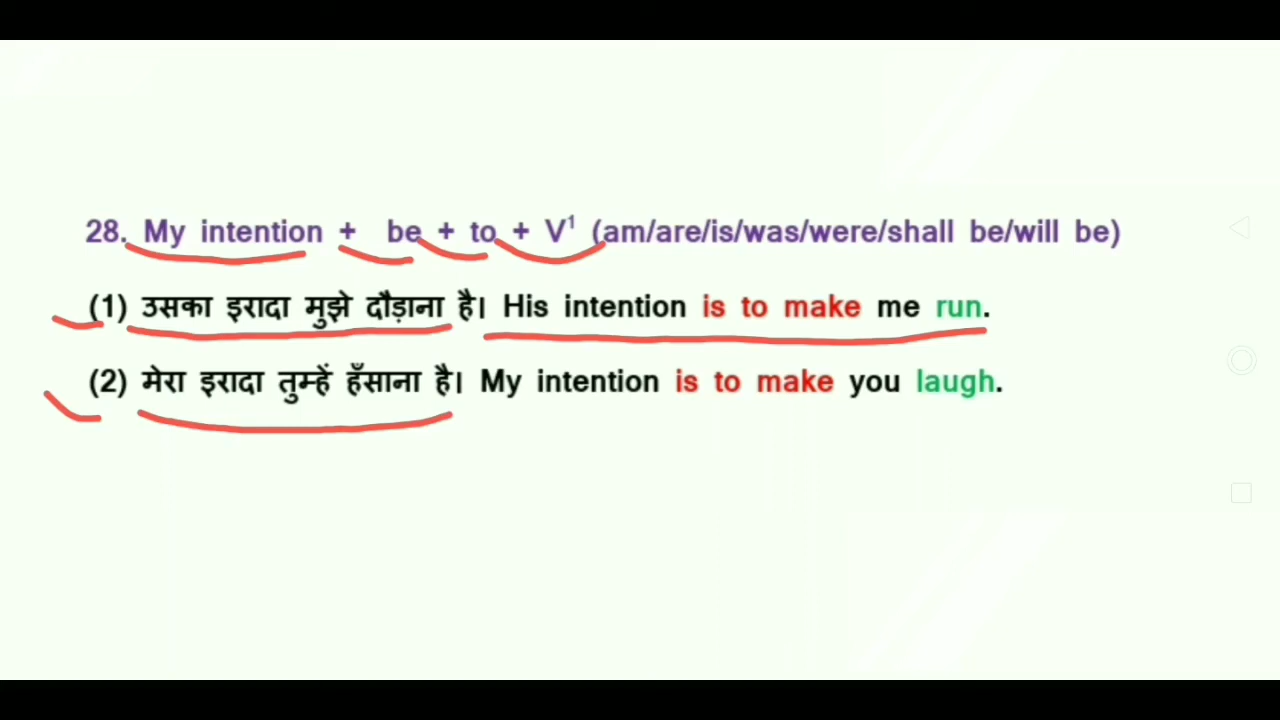 28. My intention + be + to + V¹ (am/are/is/was/were/shall be/will be)
(1) उसका इरादा मुझे दौड़ाना है। His intention is to make me run.
(2) मेरा इरादा तुम्हें हँसाना है। My intention is to make you laugh.